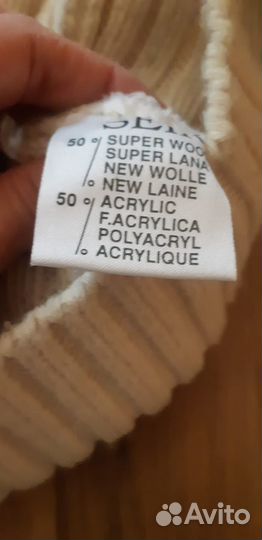 50 % SUPER WOO
SUPER LANA
NEW WOLLE
NEW LAINE
50 % ACRYLIC
F.ACRYLICA
POLYACRYL
ACRYLIQUE
Avito